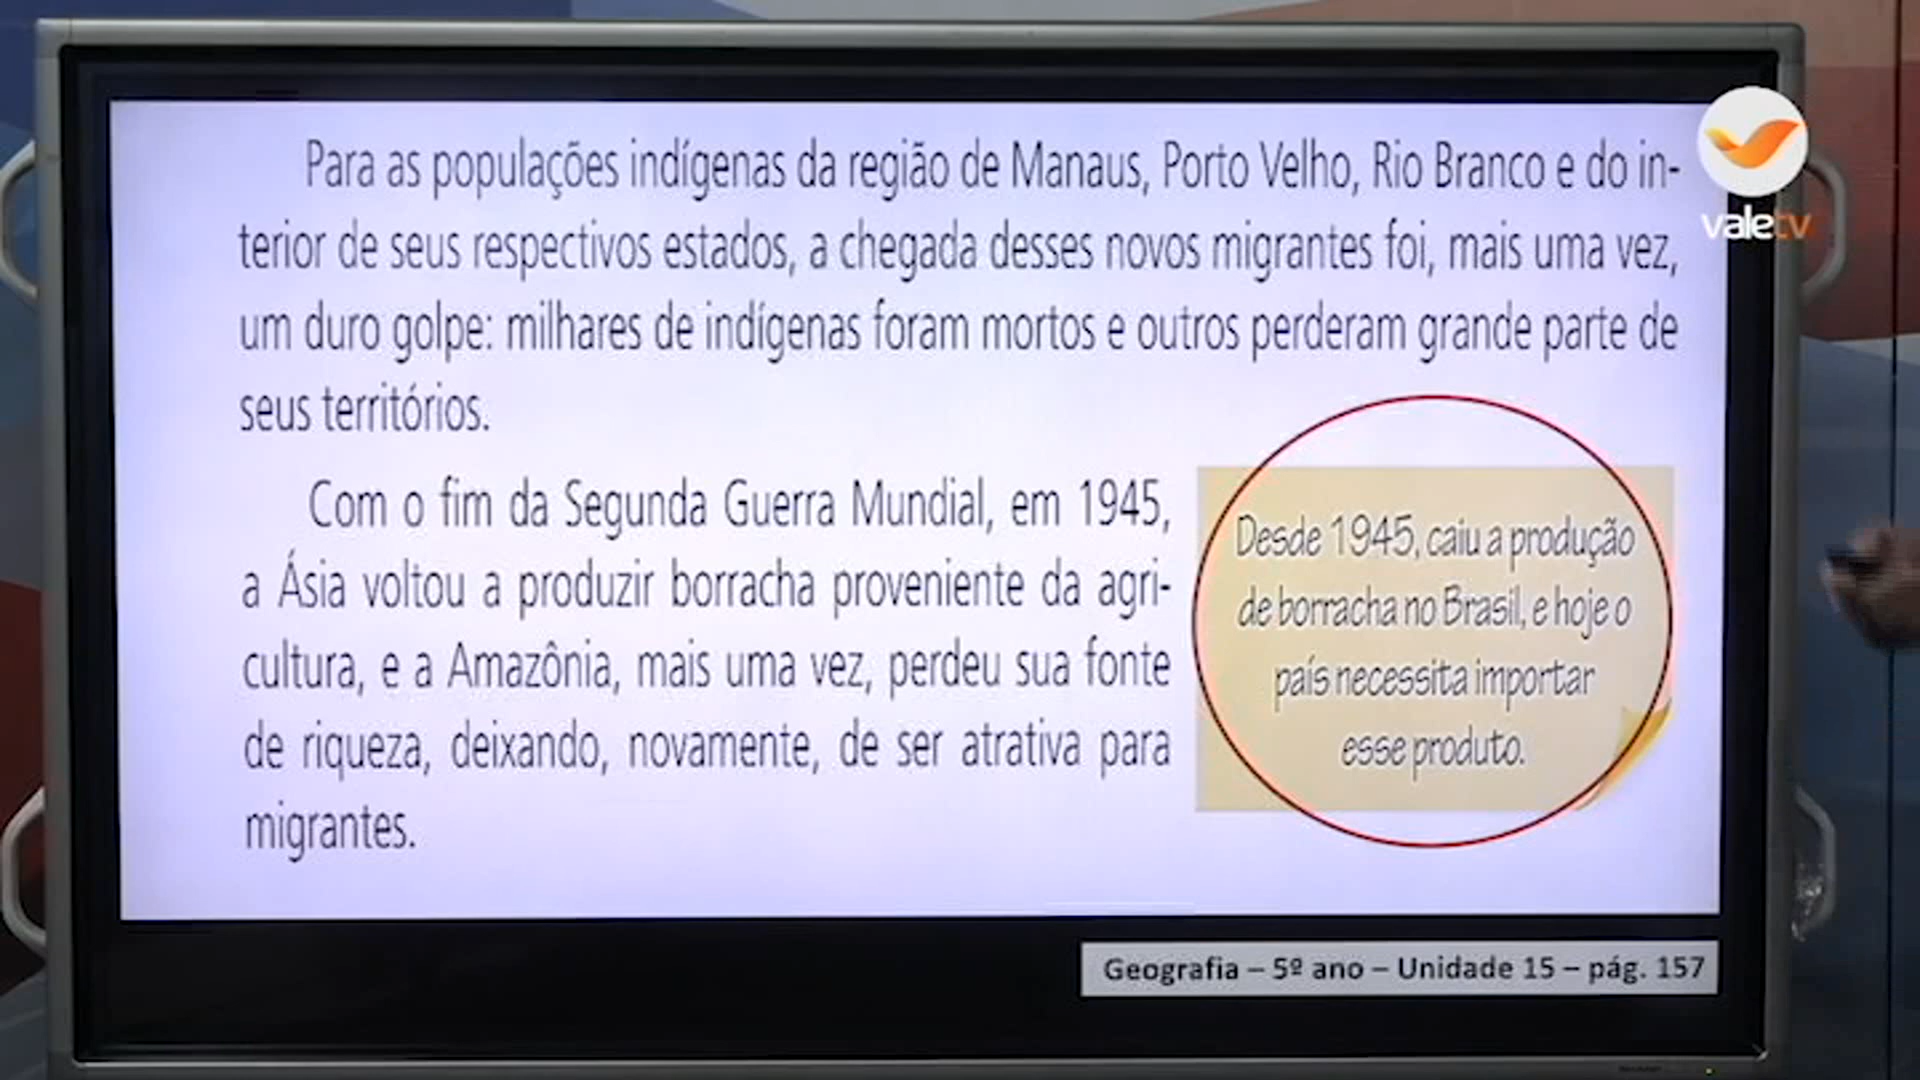 Para as populações indígenas da região de Manaus, Porto Velho, Rio Branco e do in-
terior de seus respectivos estados, a chegada desses novos migrantes foi, mais uma vez,
um duro golpe: milhares de indígenas foram mortos e outros perderam grande parte de
seus territórios.
Com o fim da Segunda Guerra Mundial, em 1945,
a Ásia voltou a produzir borracha proveniente da agri-
cultura, e a Amazônia, mais uma vez, perdeu sua fonte
de riqueza, deixando, novamente, de ser atrativa para
migrantes.
Desde 1945, caiu a produção
de borracha no Brasil, e hoje o
país necessita importar
esse produto.
Geografia – 5º ano – Unidade 15 – pág. 157
valetv